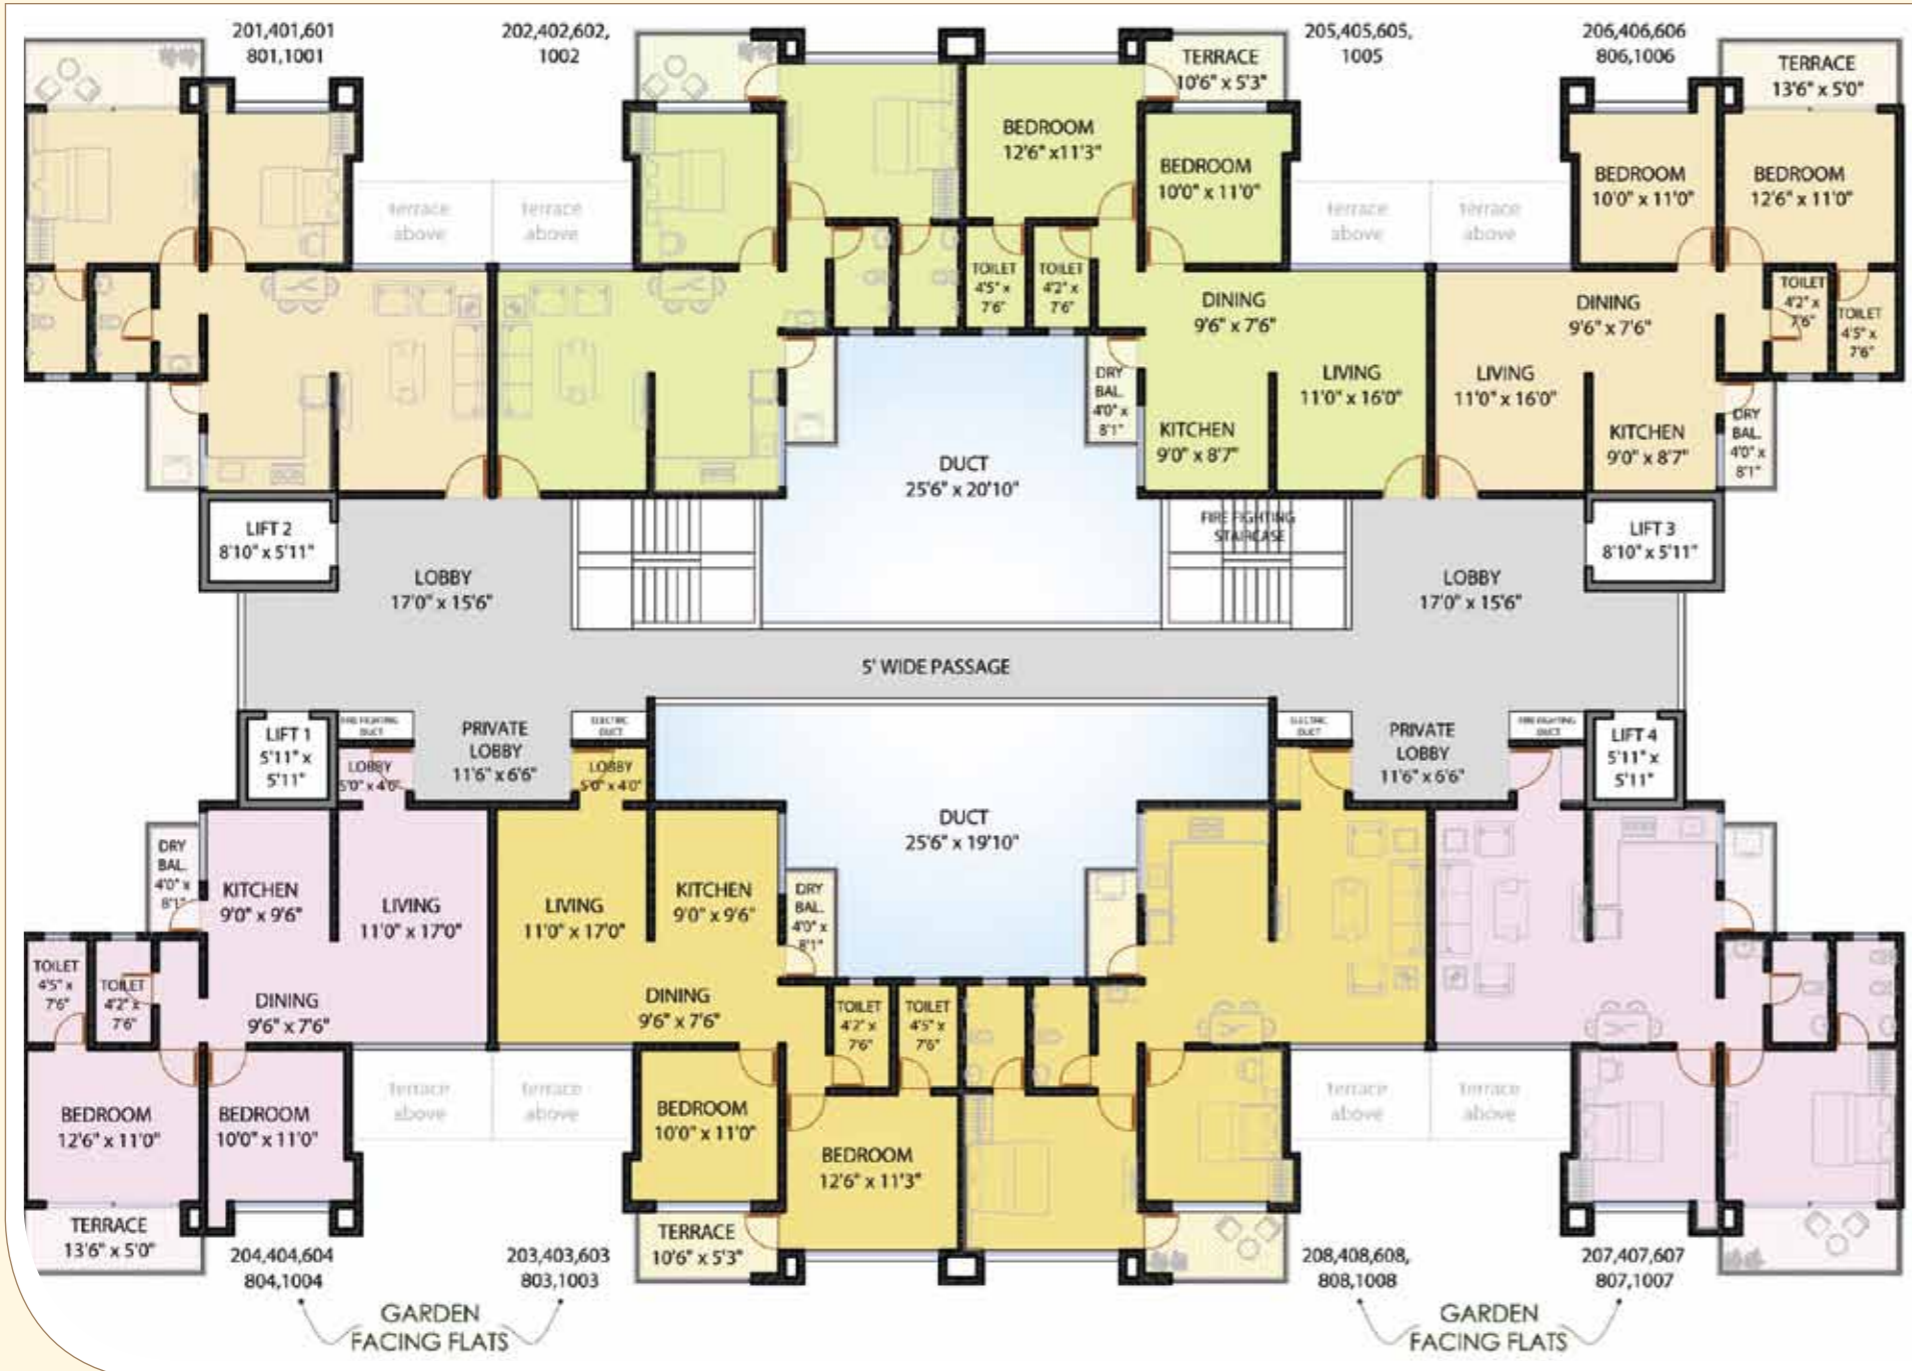 201,401,601
801,1001
202,402,602,
1002
205,405,605,
1005
206,406,606
806,1006
TERRACE
10'6" x 5'3"
TERRACE
13'6" x 5'0"
BEDROOM
12'6" x11'3"
BEDROOM
10'0" x 11'0"
BEDROOM
10'0" x 11'0"
BEDROOM
12'6" x 11'0"
terrace
above
terrace
above
terrace
above
terrace
above
TOILET
4'5" x
7'6"
TOILET
4'2" x
7'6"
DINING
9'6" x 7'6"
DINING
9'6" x 7'6"
TOILET
4'2" x
7'6"
TOILET
4'5" x
7'6"
DRY
BAL.
4'0" x
8'1"
LIVING
11'0" x 16'0"
LIVING
11'0" x 16'0"
KITCHEN
9'0" x 8'7"
KITCHEN
9'0" x 8'7"
DRY
BAL.
4'0" x
8'1"
DUCT
25'6" x 20'10"
LIFT 2
8'10" x 5'11"
FIRE FIGHTING
STAIRCASE
LIFT 3
8'10" x 5'11"
LOBBY
17'0" x 15'6"
LOBBY
17'0" x 15'6"
5' WIDE PASSAGE
LIFT 1
5'11" x
5'11"
FIRE FIGHTING
DUCT
PRIVATE
LOBBY
11'6" x 6'6"
ELECTRIC
DUCT
ELECTRIC
DUCT
PRIVATE
LOBBY
11'6" x 6'6"
FIRE FIGHTING
DUCT
LIFT 4
5'11" x
5'11"
LOBBY
5'0" x 4'0"
LOBBY
5'0" x 4'0"
DUCT
25'6" x 19'10"
DRY
BAL.
4'0" x
8'1"
KITCHEN
9'0" x 9'6"
LIVING
11'0" x 17'0"
LIVING
11'0" x 17'0"
KITCHEN
9'0" x 9'6"
DRY
BAL.
4'0" x
8'1"
TOILET
4'5" x
7'6"
TOILET
4'2" x
7'6"
DINING
9'6" x 7'6"
DINING
9'6" x 7'6"
TOILET
4'2" x
7'6"
TOILET
4'5" x
7'6"
BEDROOM
12'6" x 11'0"
BEDROOM
10'0" x 11'0"
terrace
above
terrace
above
BEDROOM
10'0" x 11'0"
BEDROOM
12'6" x 11'3"
terrace
above
terrace
above
TERRACE
13'6" x 5'0"
TERRACE
10'6" x 5'3"
204,404,604
804,1004
203,403,603
803,1003
208,408,608,
808,1008
207,407,607
807,1007
GARDEN
FACING FLATS
GARDEN
FACING FLATS